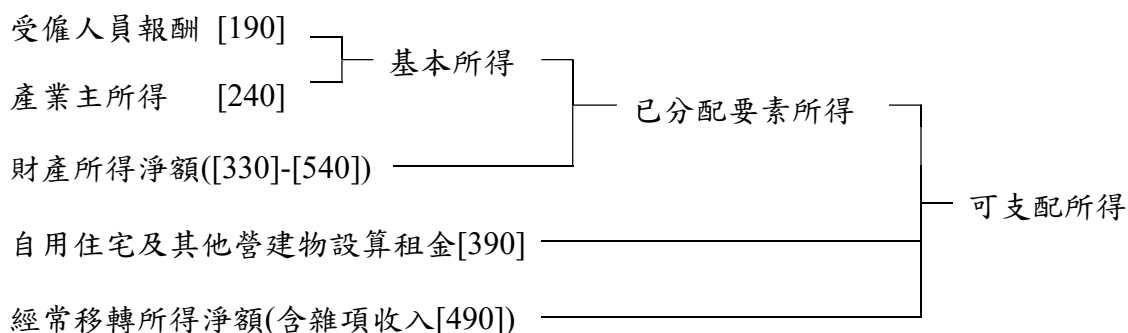 受僱人員報酬 [190]
基本所得
產業主所得 [240]
已分配要素所得
財產所得淨額([330]-[540])
可支配所得
自用住宅及其他營建物設算租金[390]
經常移轉所得淨額(含雜項收入[490])